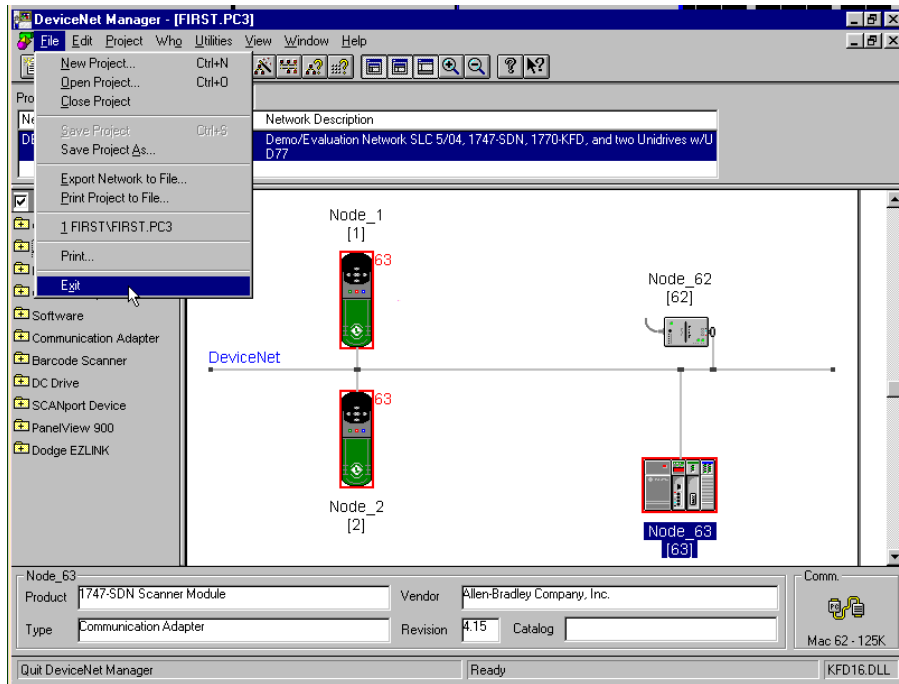 DeviceNet Manager - [FIRST.PC3]
File Edit Project Who Utilities View Window Help
New Project... Ctrl+N
Open Project... Ctrl+O
Close Project
Save Project Ctrl+S
Save Project As...
Export Network to File...
Print Project to File...
1 FIRST\FIRST.PC3
Print...
Exit
Pro
Ne
Network Description
DE
Demo/Evaluation Network SLC 5/04, 1747-SDN, 1770-KFD, and two Unidrives w/U
D77
Software
Communication Adapter
Barcode Scanner
DC Drive
SCANport Device
PanelView 900
Dodge EZLINK
Node_1
[1]
63
Node_62
[62]
DeviceNet
63
Node_2
[2]
Node_63
[63]
Node_63
Product 1747-SDN Scanner Module
Vendor Allen-Bradley Company, Inc.
Type Communication Adapter
Revision 4.15
Catalog
Comm.
Mac 62 - 125K
Quit DeviceNet Manager
Ready
KFD16.DLL